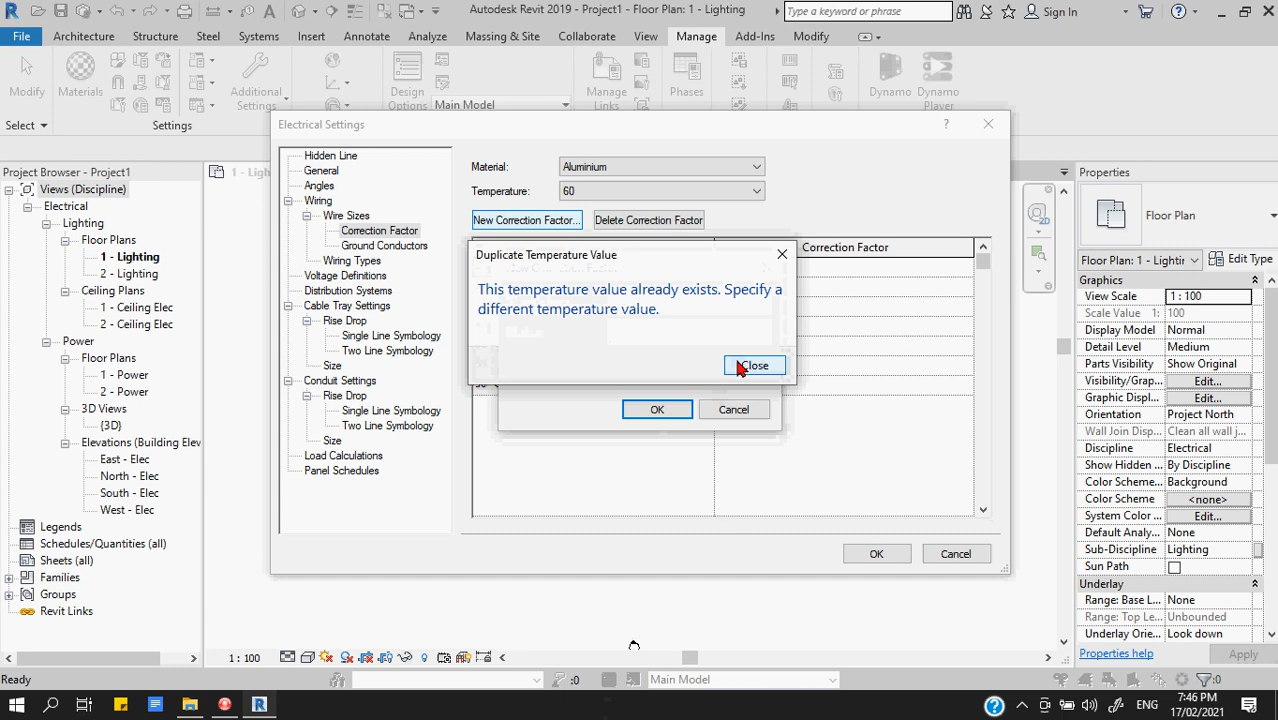 Autodesk Revit 2019 - Project1 - Floor Plan: 1 - Lighting
Type a keyword or phrase
Sign In
File
Architecture
Structure
Steel
Systems
Insert
Annotate
Analyze
Massing & Site
Collaborate
View
Manage
Add-Ins
Modify
Modify
Materials
Additional
Settings
Design
Options
Main Model
Manage
Links
Phases
Dynamo
Dynamo
Player
Select
Settings
Project Browser - Project1
Views (Discipline)
Electrical
Lighting
Floor Plans
1 - Lighting
2 - Lighting
Ceiling Plans
1 - Ceiling Elec
2 - Ceiling Elec
Power
Floor Plans
1 - Power
2 - Power
3D Views
{3D}
Elevations (Building Elev
East - Elec
North - Elec
South - Elec
West - Elec
Legends
Schedules/Quantities (all)
Sheets (all)
Families
Groups
Revit Links
Electrical Settings
?
Hidden Line
General
Angles
Wiring
Wire Sizes
Correction Factor
Ground Conductors
Wiring Types
Voltage Definitions
Distribution Systems
Cable Tray Settings
Rise Drop
Single Line Symbology
Two Line Symbology
Size
Conduit Settings
Rise Drop
Single Line Symbology
Two Line Symbology
Size
Load Calculations
Panel Schedules
Material:
Aluminium
Temperature:
60
New Correction Factor...
Delete Correction Factor
Correction Factor
Duplicate Temperature Value
This temperature value already exists. Specify a
different temperature value.
Close
OK
Cancel
OK
Cancel
Properties
Floor Plan
Floor Plan: 1 - Lightin
Edit Type
Graphics
View Scale
1 : 100
Scale Value 1:
100
Display Model
Normal
Detail Level
Medium
Parts Visibility
Show Original
Visibility/Grap...
Edit...
Graphic Displ...
Edit...
Orientation
Project North
Wall Join Disp...
Clean all wall j...
Discipline
Electrical
Show Hidden ...
By Discipline
Color Scheme...
Background
Color Scheme
<none>
System Color ...
Edit...
Default Analy...
None
Sub-Discipline
Lighting
Sun Path
Underlay
Range: Base L...
None
Range: Top Le...
Unbounded
Underlay Orie...
Look down
Properties help
Apply
1 : 100
Ready
:0
Main Model
:0
ENG
7:46 PM
17/02/2021